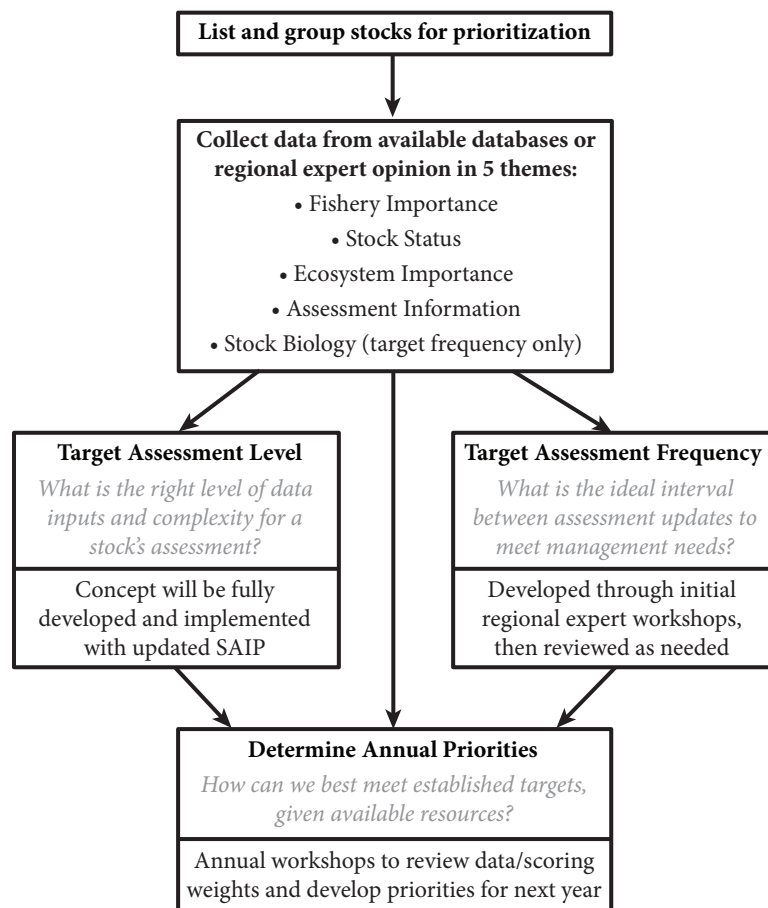 List and group stocks for prioritization
Collect data from available databases or
regional expert opinion in 5 themes:
• Fishery Importance
• Stock Status
• Ecosystem Importance
• Assessment Information
• Stock Biology (target frequency only)
Target Assessment Level
What is the right level of data
inputs and complexity for a
stock's assessment?
Concept will be fully
developed and implemented
with updated SAIP
Target Assessment Frequency
What is the ideal interval
between assessment updates to
meet management needs?
Developed through initial
regional expert workshops,
then reviewed as needed
Determine Annual Priorities
How can we best meet established targets,
given available resources?
Annual workshops to review data/scoring
weights and develop priorities for next year